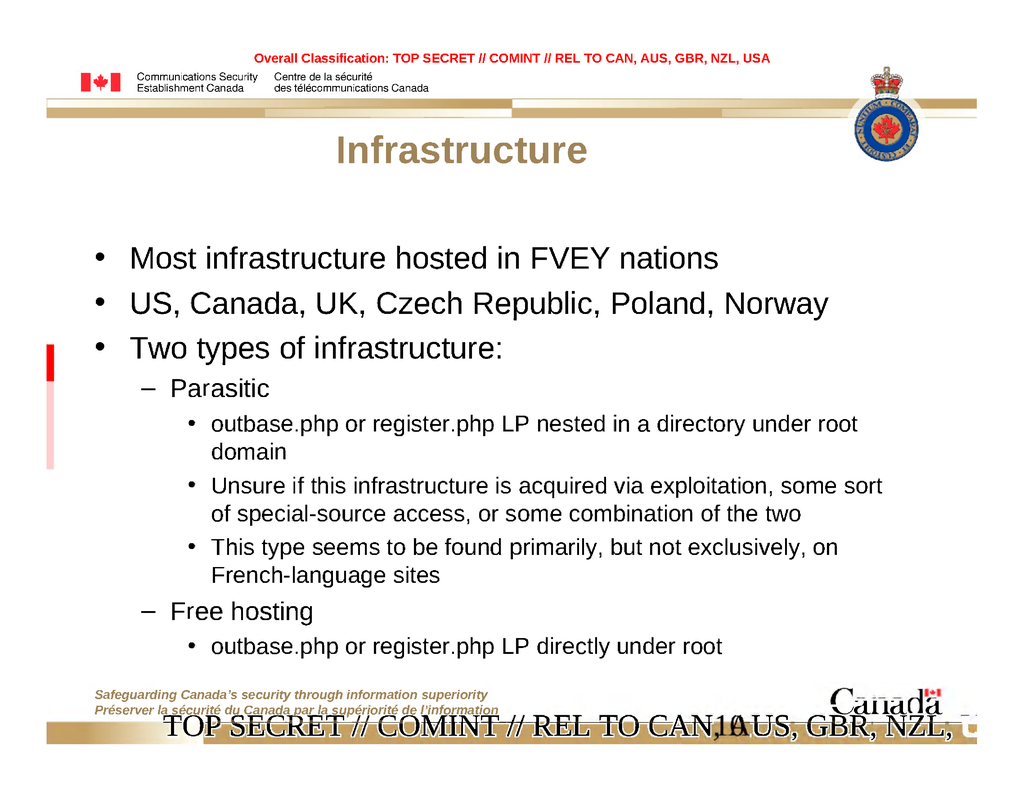 Overall Classification: TOP SECRET // COMINT // REL TO CAN, AUS, GBR, NZL, USA
Communications Security Centre de la sécurité
Establishment Canada des télécommunications Canada
Infrastructure
• Most infrastructure hosted in FVEY nations
• US, Canada, UK, Czech Republic, Poland, Norway
• Two types of infrastructure:
– Parasitic
• outbase.php or register.php LP nested in a directory under root
domain
• Unsure if this infrastructure is acquired via exploitation, some sort
of special-source access, or some combination of the two
• This type seems to be found primarily, but not exclusively, on
French-language sites
– Free hosting
• outbase.php or register.php LP directly under root
Safeguarding Canada's security through information superiority
Préserver la sécurité du Canada par la supériorité de l'information
Canada
TOP SECRET // COMINT // REL TO CAN, AUS, GBR, NZL,
10